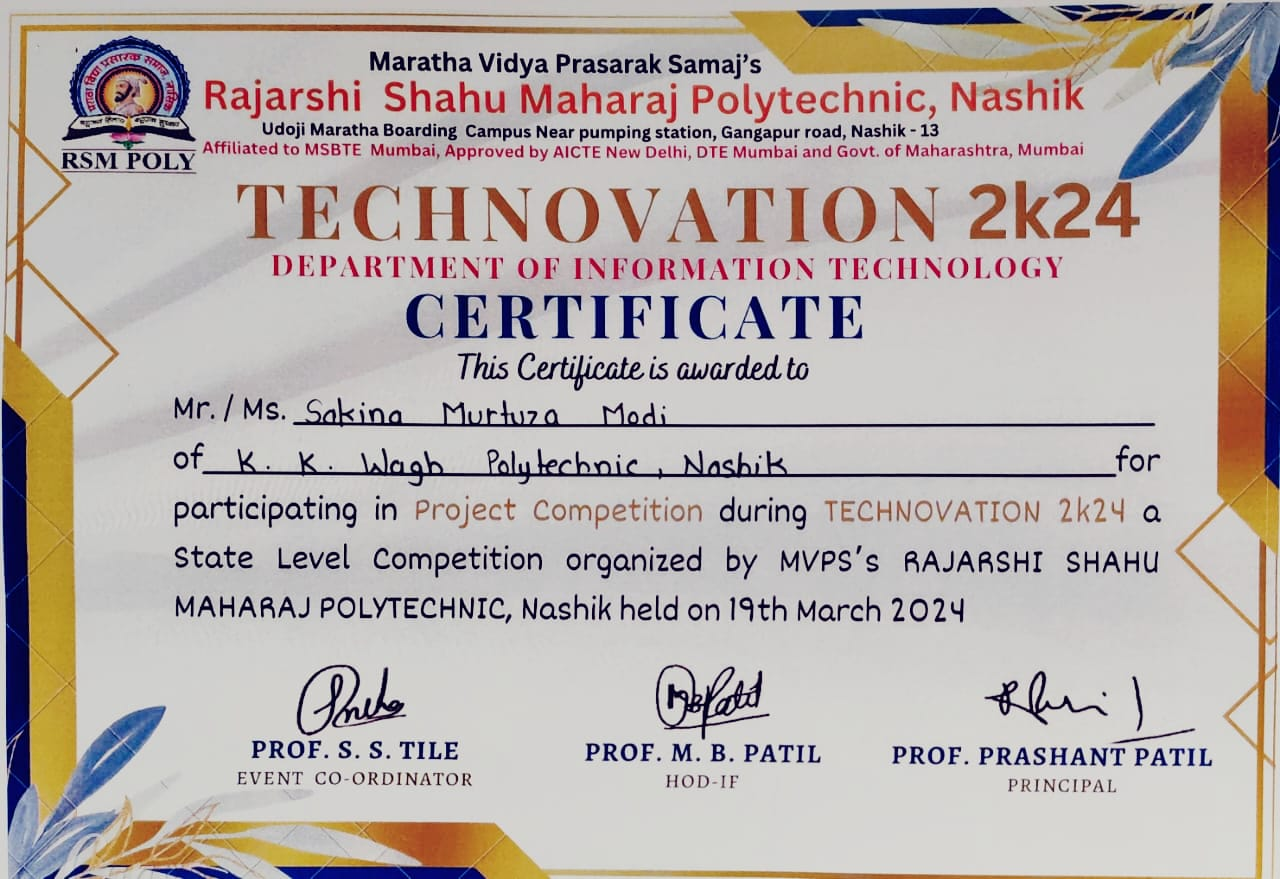 मराठा विद्या प्रसारक समाज, नाशिक
RSM POLY
Maratha Vidya Prasarak Samaj's
Rajarshi Shahu Maharaj Polytechnic, Nashik
Udoji Maratha Boarding Campus Near pumping station, Gangapur road, Nashik - 13
Affiliated to MSBTE Mumbai, Approved by AICTE New Delhi, DTE Mumbai and Govt. of Maharashtra, Mumbai
TECHNOVATION 2k24
DEPARTMENT OF INFORMATION TECHNOLOGY
CERTIFICATE
This Certificate is awarded to
Mr. / Ms. Sakina Murtuza Modi
of K. K. Wagh Polytechnic, Nashik for
participating in Project Competition during TECHNOVATION 2k24 a
State Level Competition organized by MVPS's RAJARSHI SHAHU
MAHARAJ POLYTECHNIC, Nashik held on 19th March 2024
MBPatil
PROF. S. S. TILE PROF. M. B. PATIL PROF. PRASHANT PATIL
EVENT CO-ORDINATOR HOD-IF PRINCIPAL